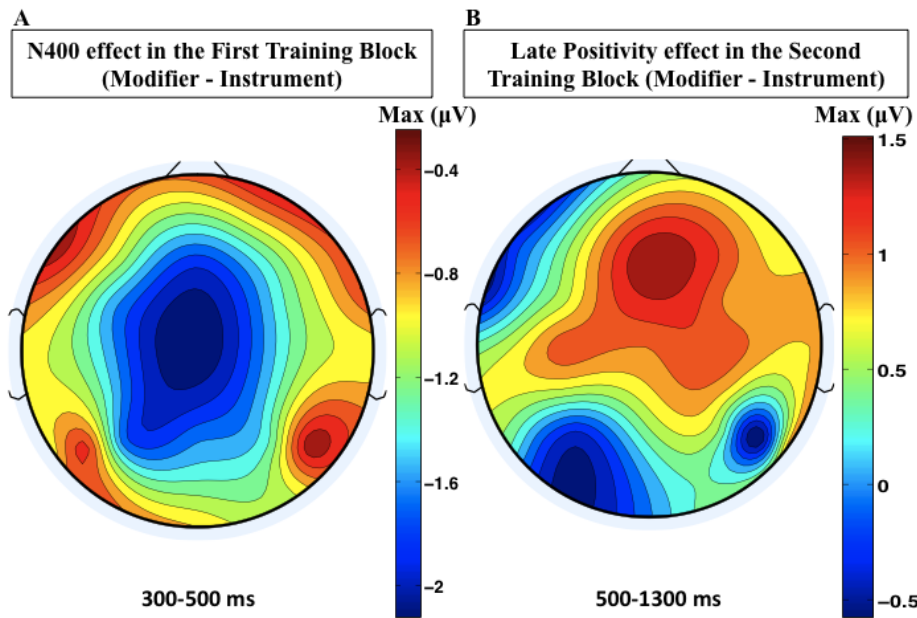 A
N400 effect in the First Training Block
(Modifier - Instrument)
Max (µV)
−0.4
−0.8
−1.2
−1.6
−2
300-500 ms
B
Late Positivity effect in the Second
Training Block (Modifier - Instrument)
Max (µV)
1.5
1
0.5
0
−0.5
500-1300 ms